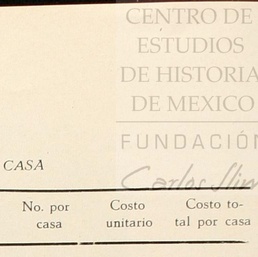 CENTRO DE
ESTUDIOS
DE HISTORIA
DE MEXICO
FUNDACIÓN
Carlos Slim
CASA
No. por casa
Costo unitario
Costo to-
tal por casa